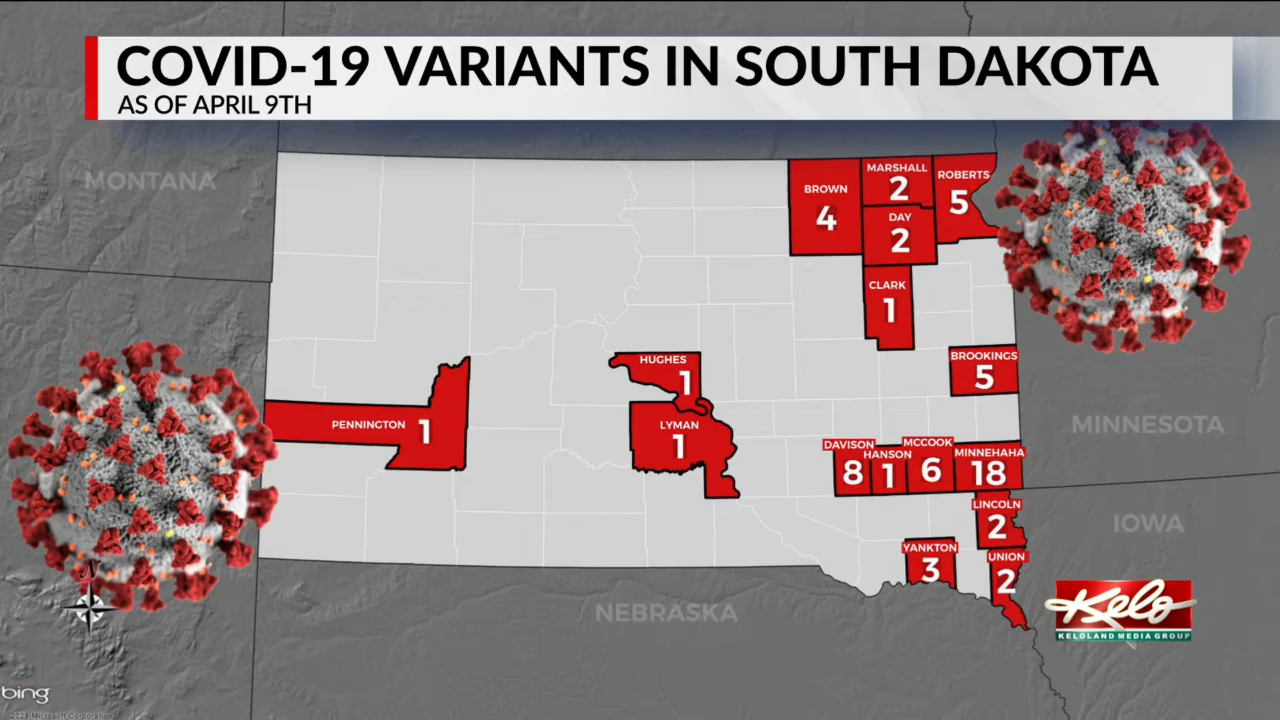 COVID-19 VARIANTS IN SOUTH DAKOTA
AS OF APRIL 9TH
MONTANA
BROWN
4
MARSHALL
2
ROBERTS
5
DAY
2
CLARK
1
HUGHES
1
BROOKINGS
5
PENNINGTON 1
LYMAN
1
MINNESOTA
DAVISON
8
HANSON
1
MCCOOK
6
MINNEHAHA
18
LINCOLN
2
IOWA
YANKTON
3
UNION
2
N
NEBRASKA
Kelo
KELOLAND MEDIA GROUP
bing
Microsoft Corporation